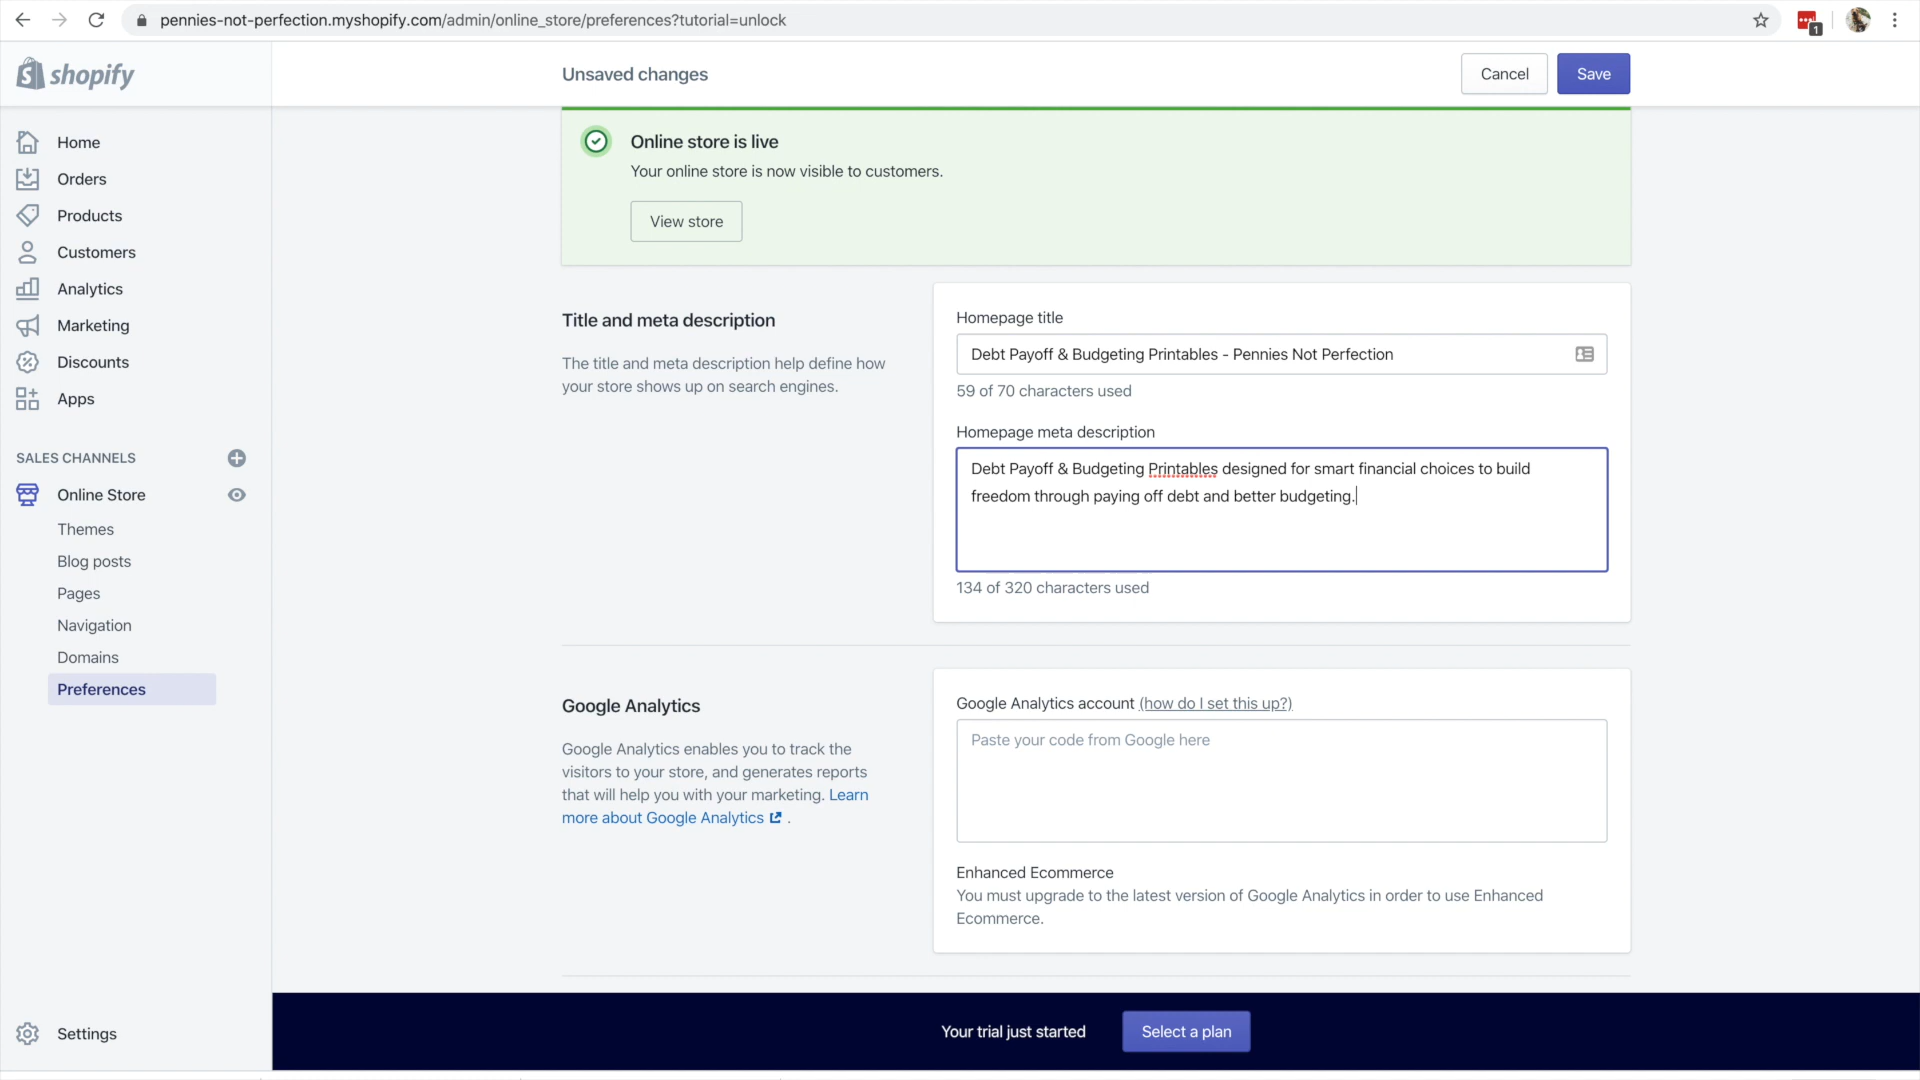 pennies-not-perfection.myshopify.com/admin/online_store/preferences?tutorial=unlock
1
shopify
Unsaved changes
Cancel
Save
Home
Orders
Products
Customers
Analytics
Marketing
Discounts
Apps
SALES CHANNELS
Online Store
Themes
Blog posts
Pages
Navigation
Domains
Preferences
Settings
Online store is live
Your online store is now visible to customers.
View store
Title and meta description
The title and meta description help define how
your store shows up on search engines.
Homepage title
Debt Payoff & Budgeting Printables - Pennies Not Perfection
59 of 70 characters used
Homepage meta description
Debt Payoff & Budgeting Printables designed for smart financial choices to build
freedom through paying off debt and better budgeting.
134 of 320 characters used
Google Analytics
Google Analytics enables you to track the
visitors to your store, and generates reports
that will help you with your marketing. Learn
more about Google Analytics .
Google Analytics account (how do I set this up?)
Paste your code from Google here
Enhanced Ecommerce
You must upgrade to the latest version of Google Analytics in order to use Enhanced
Ecommerce.
Your trial just started
Select a plan